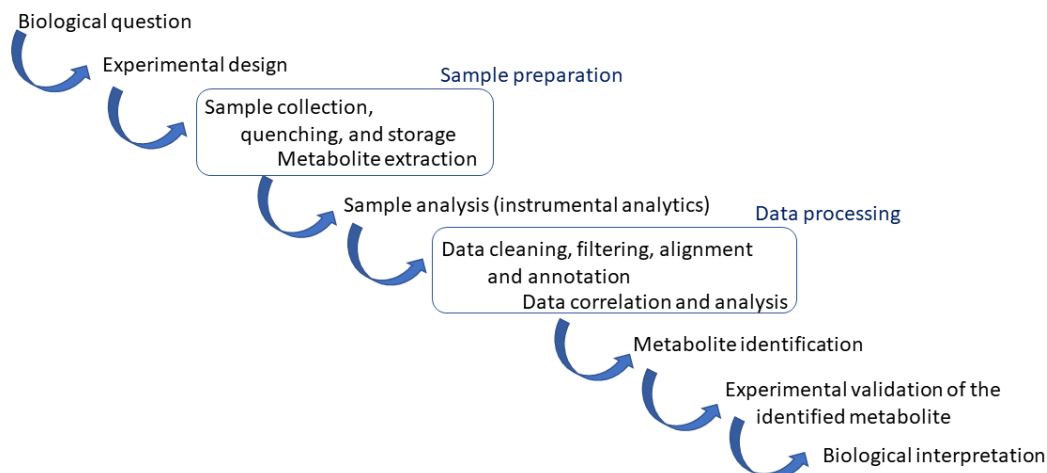 Biological question
Experimental design
Sample preparation
Sample collection,
quenching, and storage
Metabolite extraction
Sample analysis (instrumental analytics)
Data processing
Data cleaning, filtering, alignment
and annotation
Data correlation and analysis
Metabolite identification
Experimental validation of the
identified metabolite
Biological interpretation